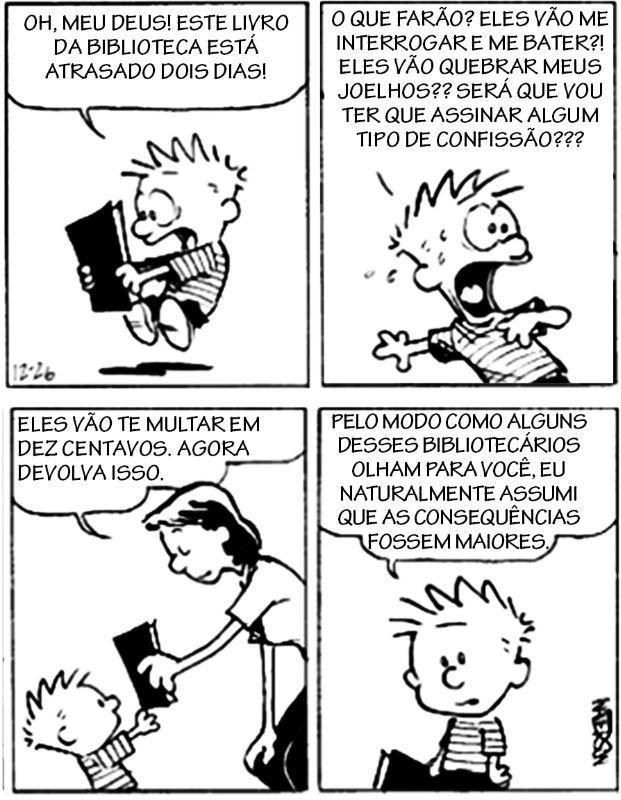 OH, MEU DEUS! ESTE LIVRO
DA BIBLIOTECA ESTÁ
ATRASADO DOIS DIAS!
O QUE FARÃO? ELES VÃO ME
INTERROGAR E ME BATER?!
ELES VÃO QUEBRAR MEUS
JOELHOS?? SERÁ QUE VOU
TER QUE ASSINAR ALGUM
TIPO DE CONFISSÃO???
12-26
ELES VÃO TE MULTAR EM
DEZ CENTAVOS. AGORA
DEVOLVA ISSO.
PELO MODO COMO ALGUNS
DESSES BIBLIOTECÁRIOS
OLHAM PARA VOCÊ, EU
NATURALMENTE ASSUMI
QUE AS CONSEQUÊNCIAS
FOSSEM MAIORES.